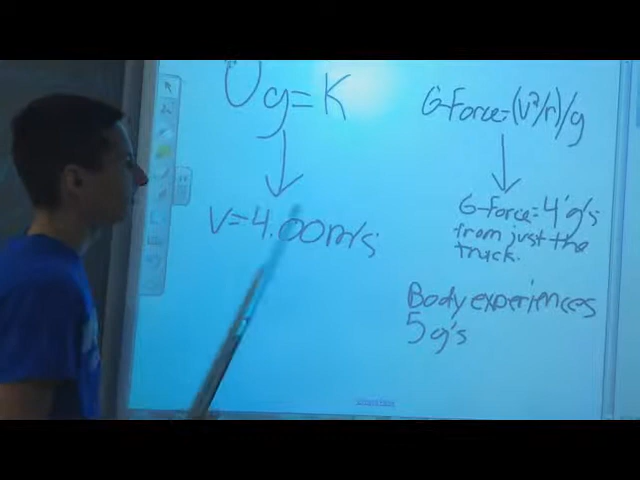 Ug=K
V=4.00m/s
G-Force=(v²/r)/g
G-Force=4 g's
from just the
truck.
Body experiences
5 g's